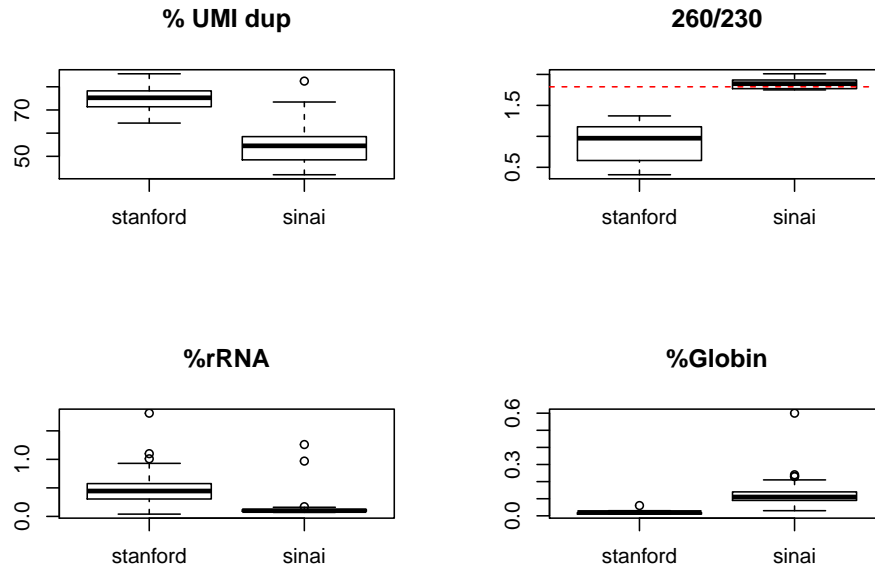 % UMI dup
70
50
stanford
sinai
260/230
1.5
0.5
stanford
sinai
%rRNA
1.0
0.0
stanford
sinai
%Globin
0.6
0.3
0.0
stanford
sinai